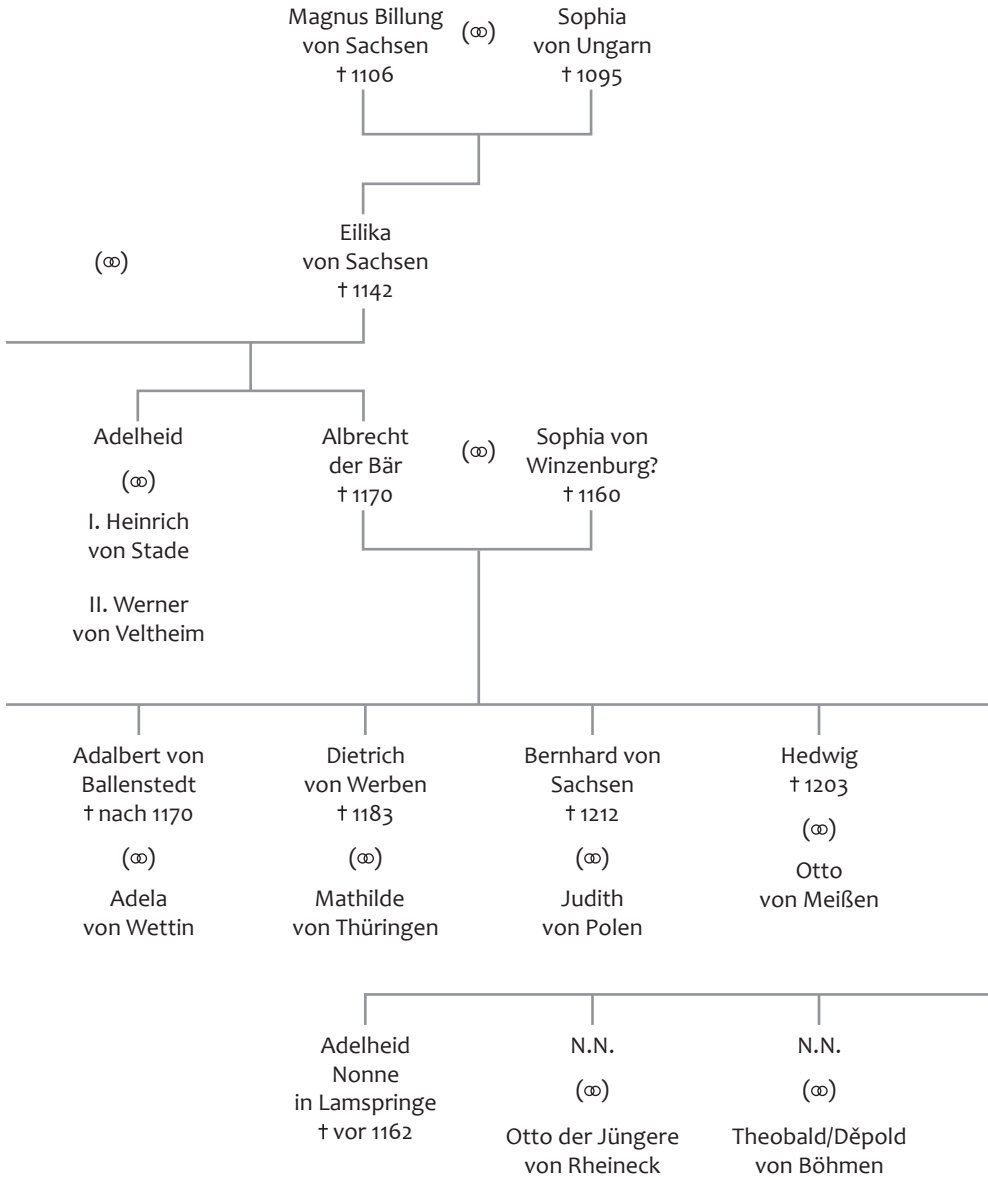 Magnus Billung
von Sachsen
† 1106
(⚭)
Sophia
von Ungarn
† 1095
(⚭)
Eilika
von Sachsen
† 1142
Adelheid
(⚭)
I. Heinrich
von Stade
II. Werner
von Veltheim
Albrecht
der Bär
† 1170
(⚭)
Sophia von
Winzenburg?
† 1160
Adalbert von
Ballenstedt
† nach 1170
(⚭)
Adela
von Wettin
Dietrich
von Werben
† 1183
(⚭)
Mathilde
von Thüringen
Bernhard von
Sachsen
† 1212
(⚭)
Judith
von Polen
Hedwig
† 1203
(⚭)
Otto
von Meißen
Adelheid
Nonne
in Lamspringe
† vor 1162
N.N.
(⚭)
Otto der Jüngere
von Rheineck
N.N.
(⚭)
Theobald/Děpold
von Böhmen